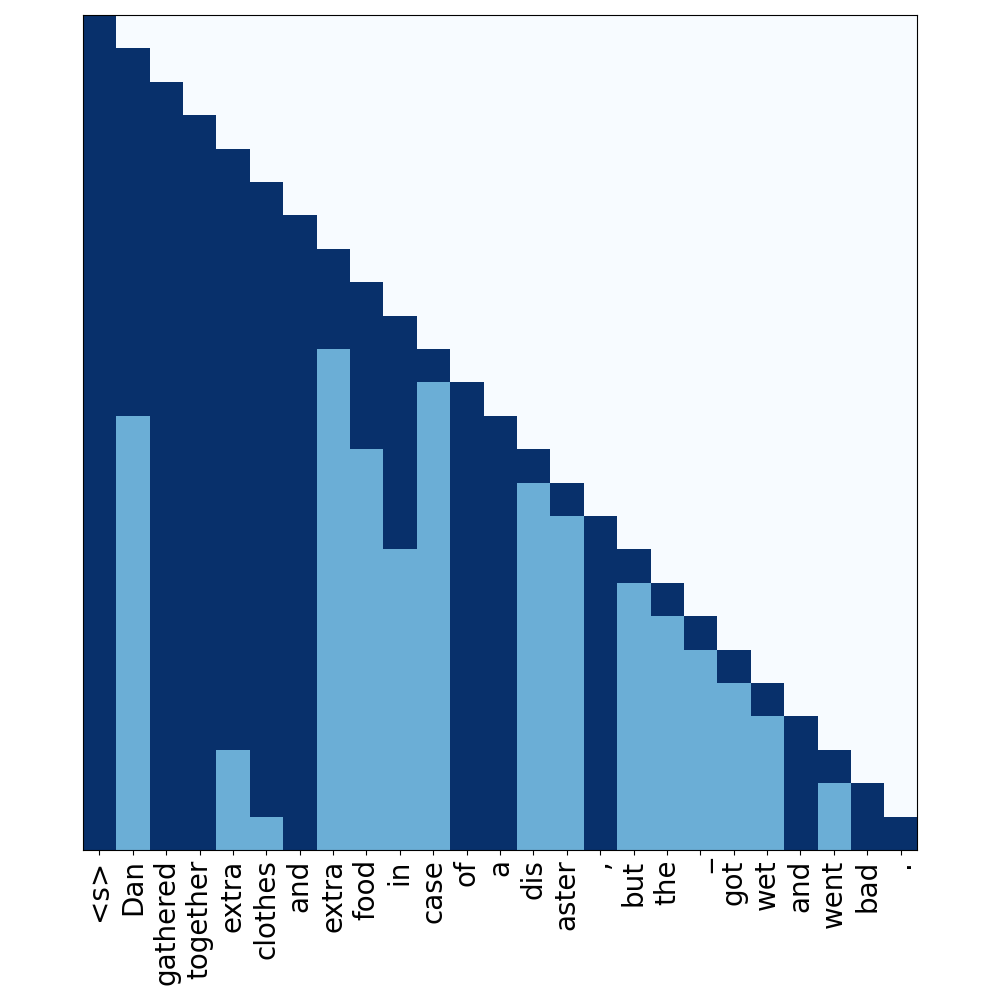 <s>
Dan
gathered
together
extra
clothes
and
extra
food
in
case
of
a
dis
aster
,
but
the
_
got
wet
and
went
bad
.